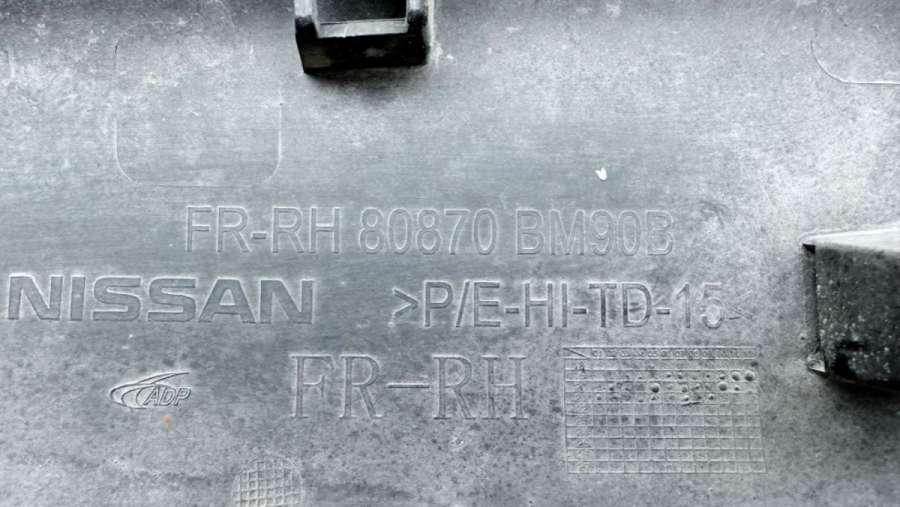 FR-RH 80870 BM90B
NISSAN >P/E-HI-TD-15<
ADP
FR-RH